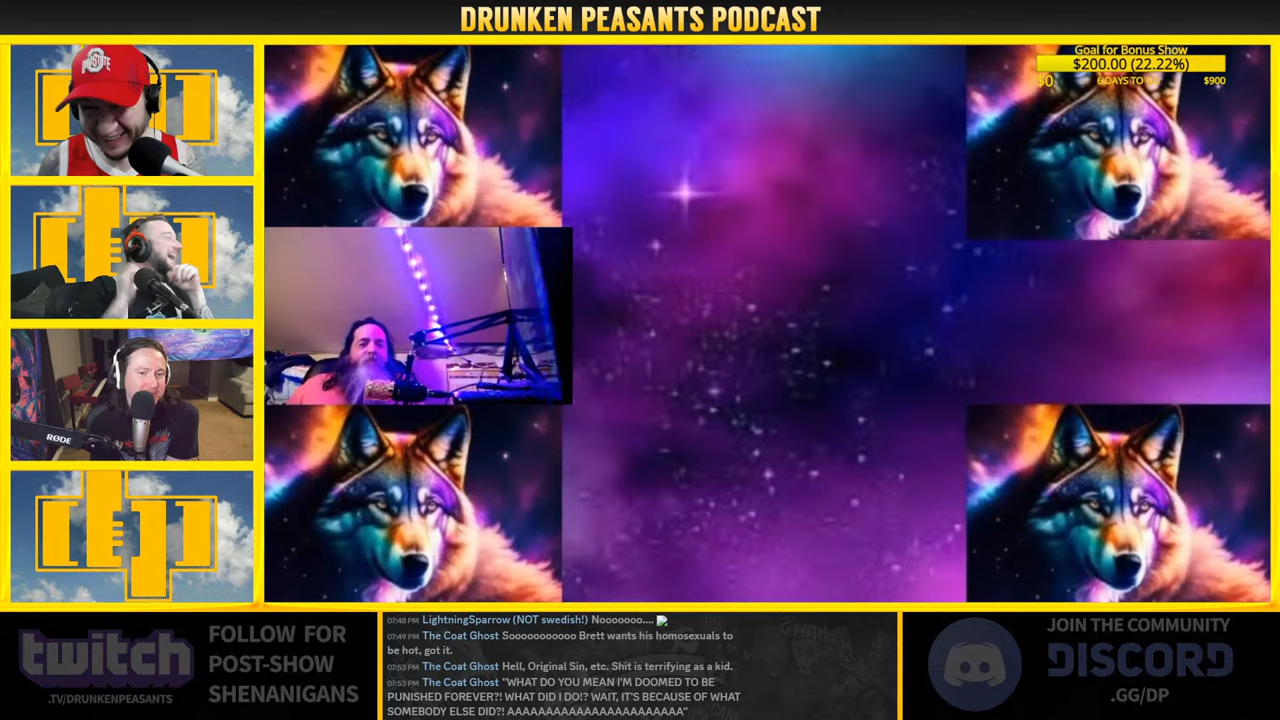 DRUNKEN PEASANTS PODCAST
Goal for Bonus Show
$200.00 (22.22%)
$0
$900
STATE
RØDE
07:48 PM LightningSparrow (NOT swedish!) Nooooooo....
07:49 PM The Coat Ghost Sooooooooooo Brett wants his homosexuals to
be hot, got it.
07:53 PM The Coat Ghost Hell, Original Sin, etc. Shit is terrifying as a kid.
07:53 PM The Coat Ghost "WHAT DO YOU MEAN I'M DOOMED TO BE
PUNISHED FOREVER?! WHAT DID I DO!? WAIT, IT'S BECAUSE OF WHAT
SOMEBODY ELSE DID?! AAAAAAAAAAAAAAAAAAAAAAA"
twitch
.TV/DRUNKENPEASANTS
FOLLOW FOR
POST-SHOW
SHENANIGANS
JOIN THE COMMUNITY
DISCORD
.GG/DP